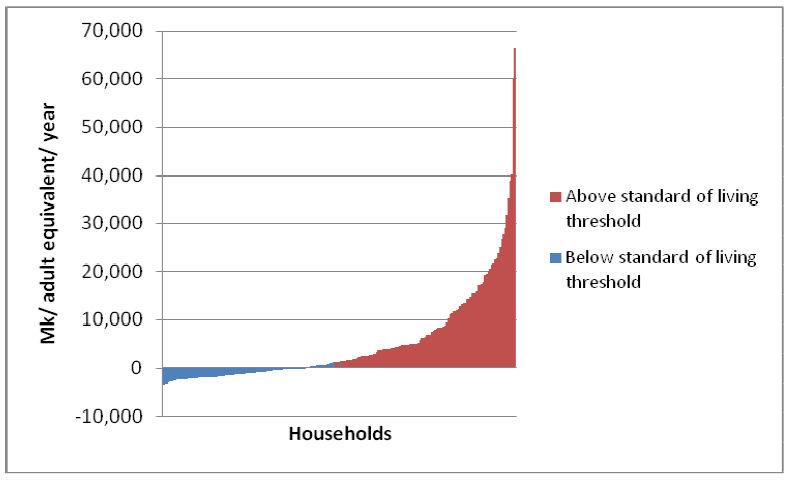 70,000
60,000
50,000
40,000
30,000
20,000
10,000
0
-10,000
Mk/ adult equivalent/ year
Households
Above standard of living
threshold
Below standard of living
threshold